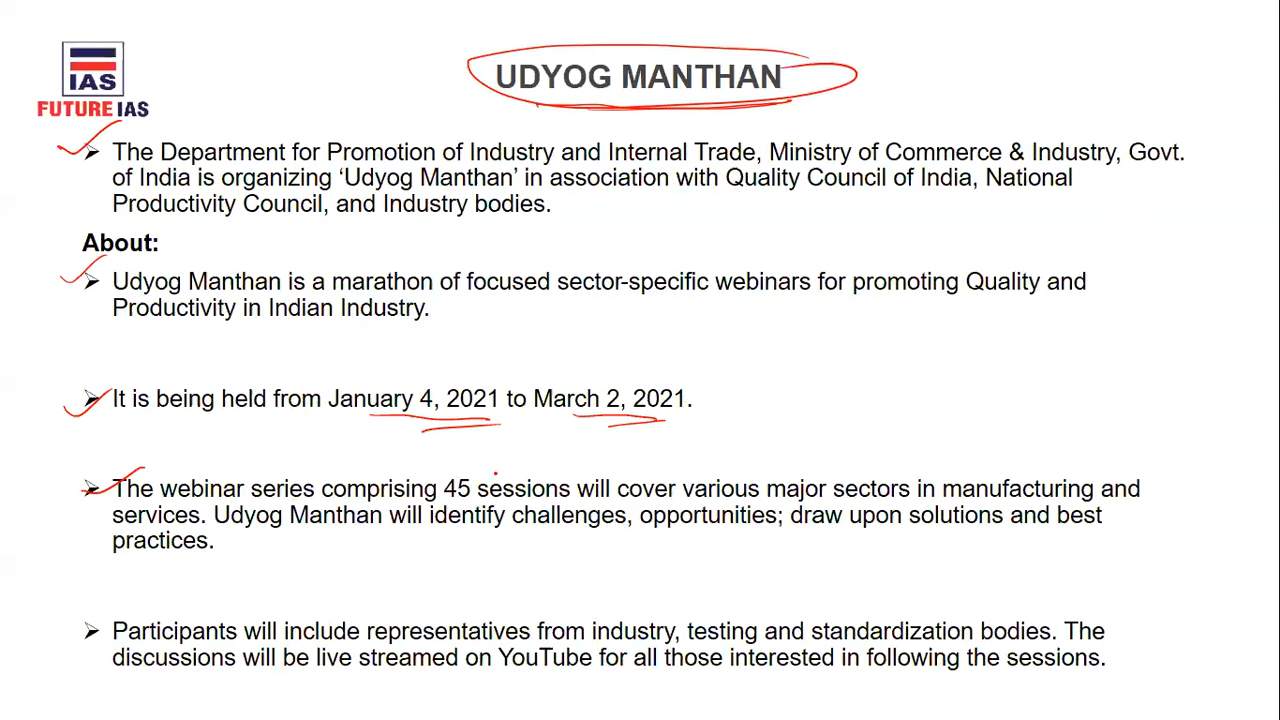 IAS
FUTURE IAS
UDYOG MANTHAN
➢ The Department for Promotion of Industry and Internal Trade, Ministry of Commerce & Industry, Govt.
of India is organizing ‘Udyog Manthan’ in association with Quality Council of India, National
Productivity Council, and Industry bodies.
About:
➢ Udyog Manthan is a marathon of focused sector-specific webinars for promoting Quality and
Productivity in Indian Industry.
➢ It is being held from January 4, 2021 to March 2, 2021.
➢ The webinar series comprising 45 sessions will cover various major sectors in manufacturing and
services. Udyog Manthan will identify challenges, opportunities; draw upon solutions and best
practices.
➢ Participants will include representatives from industry, testing and standardization bodies. The
discussions will be live streamed on YouTube for all those interested in following the sessions.